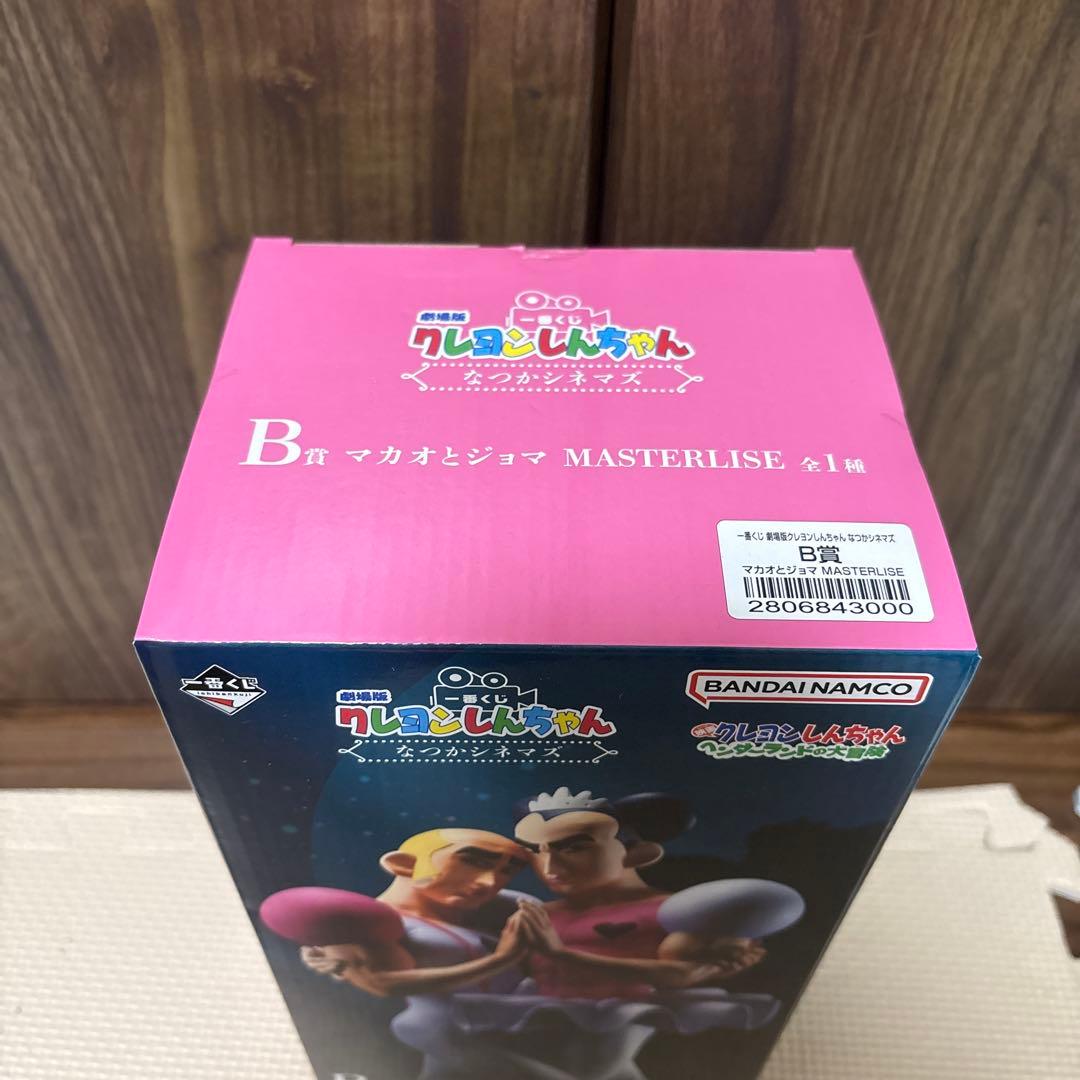 劇場版 一番くじ
クレヨンしんちゃん
なつかシネマズ
B賞 マカオとジョマ MASTERLISE 全1種
一番くじ 劇場版クレヨンしんちゃん なつかシネマズ
B賞
マカオとジョマ MASTERLISE
2806843000
一番くじ
ichibankuji
劇場版 一番くじ
クレヨンしんちゃん
なつかシネマズ
BANDAI NAMCO
クレヨンしんちゃん
ヘンダーランドの大冒険